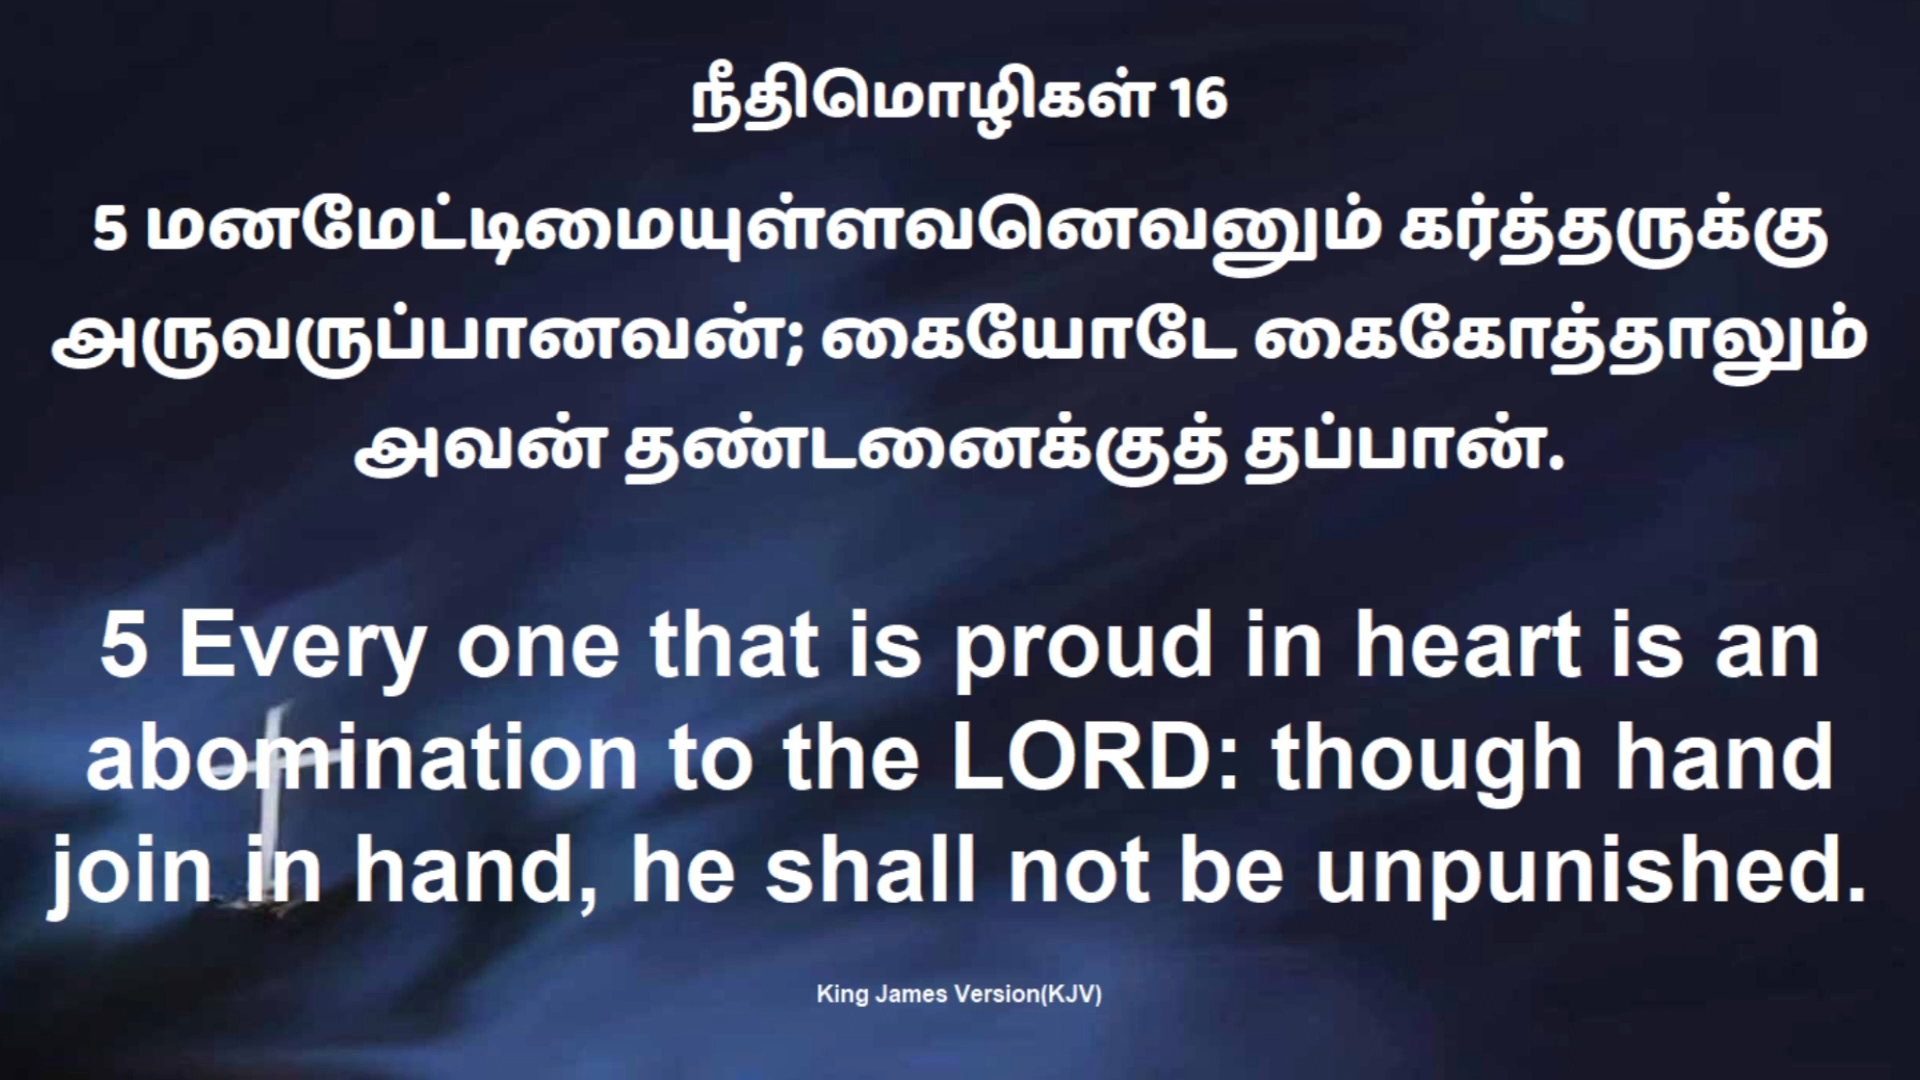 நீதிமொழிகள் 16
5 மனமேட்டிமையுள்ளவனெவனும் கர்த்தருக்கு
அருவருப்பானவன்; கையோடே கைகோத்தாலும்
அவன் தண்டனைக்குத் தப்பான்.
5 Every one that is proud in heart is an
abomination to the LORD: though hand
join in hand, he shall not be unpunished.
King James Version(KJV)